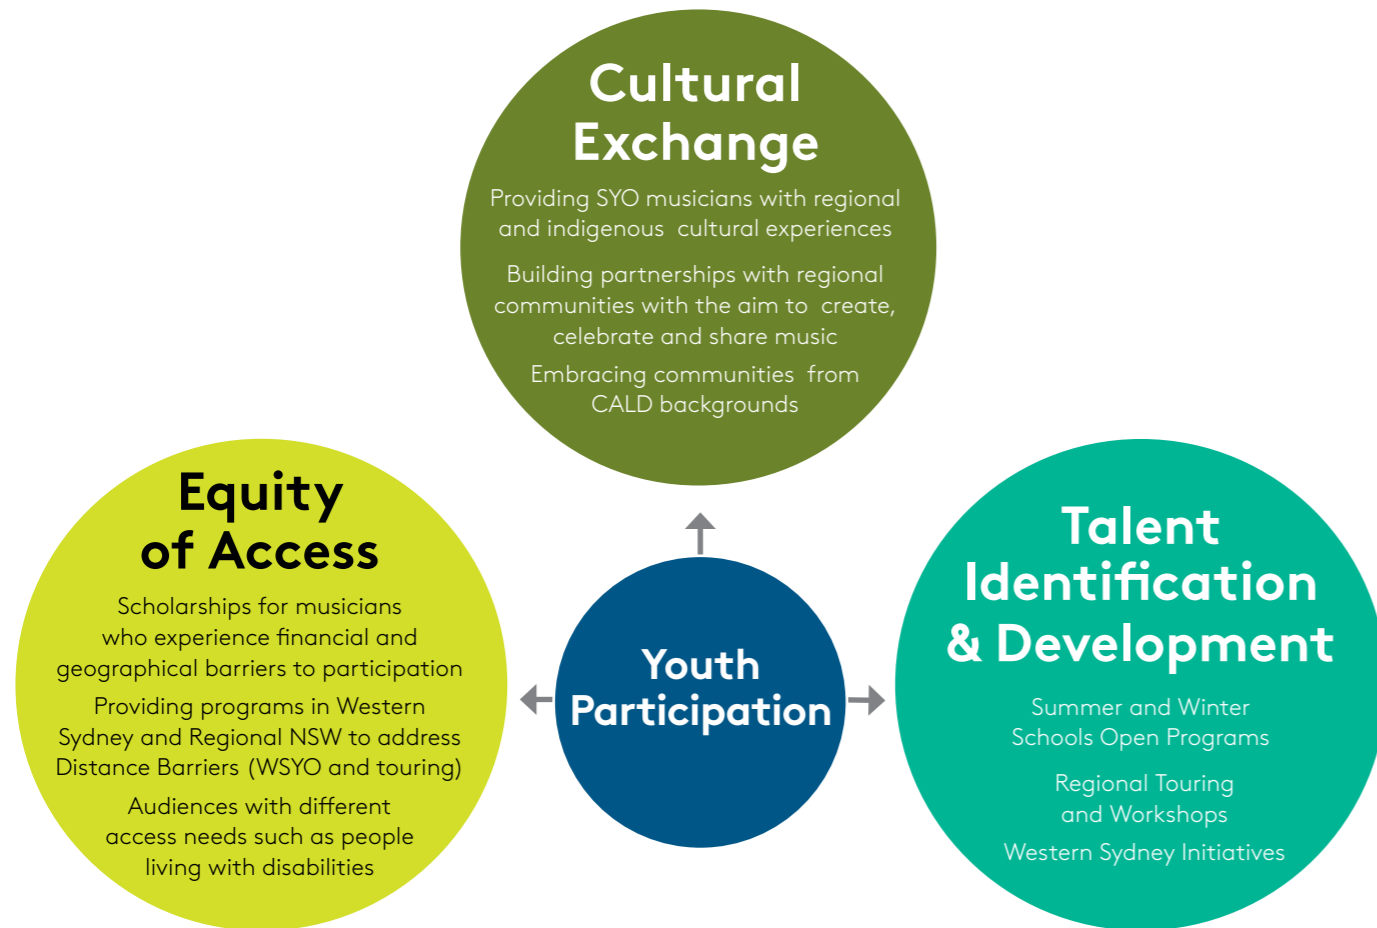 Cultural
Exchange
Providing SYO musicians with regional
and indigenous cultural experiences
Building partnerships with regional
communities with the aim to create,
celebrate and share music
Embracing communities from
CALD backgrounds
Equity
of Access
Scholarships for musicians
who experience financial and
geographical barriers to participation
Providing programs in Western
Sydney and Regional NSW to address
Distance Barriers (WSYO and touring)
Audiences with different
access needs such as people
living with disabilities
Youth
Participation
Talent
Identification
& Development
Summer and Winter
Schools Open Programs
Regional Touring
and Workshops
Western Sydney Initiatives